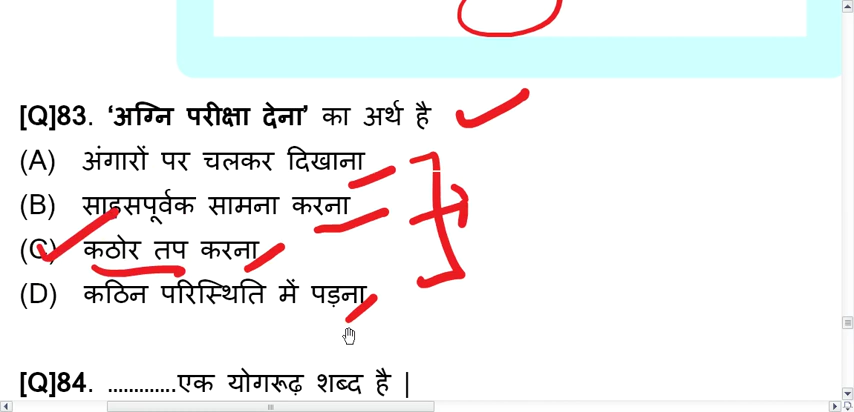 [Q]83. ‘अग्नि परीक्षा देना’ का अर्थ है
(A) अंगारों पर चलकर दिखाना
(B) साहसपूर्वक सामना करना
(C) कठोर तप करना
(D) कठिन परिस्थिति में पड़ना
[Q]84. .............एक योगरूढ़ शब्द है |